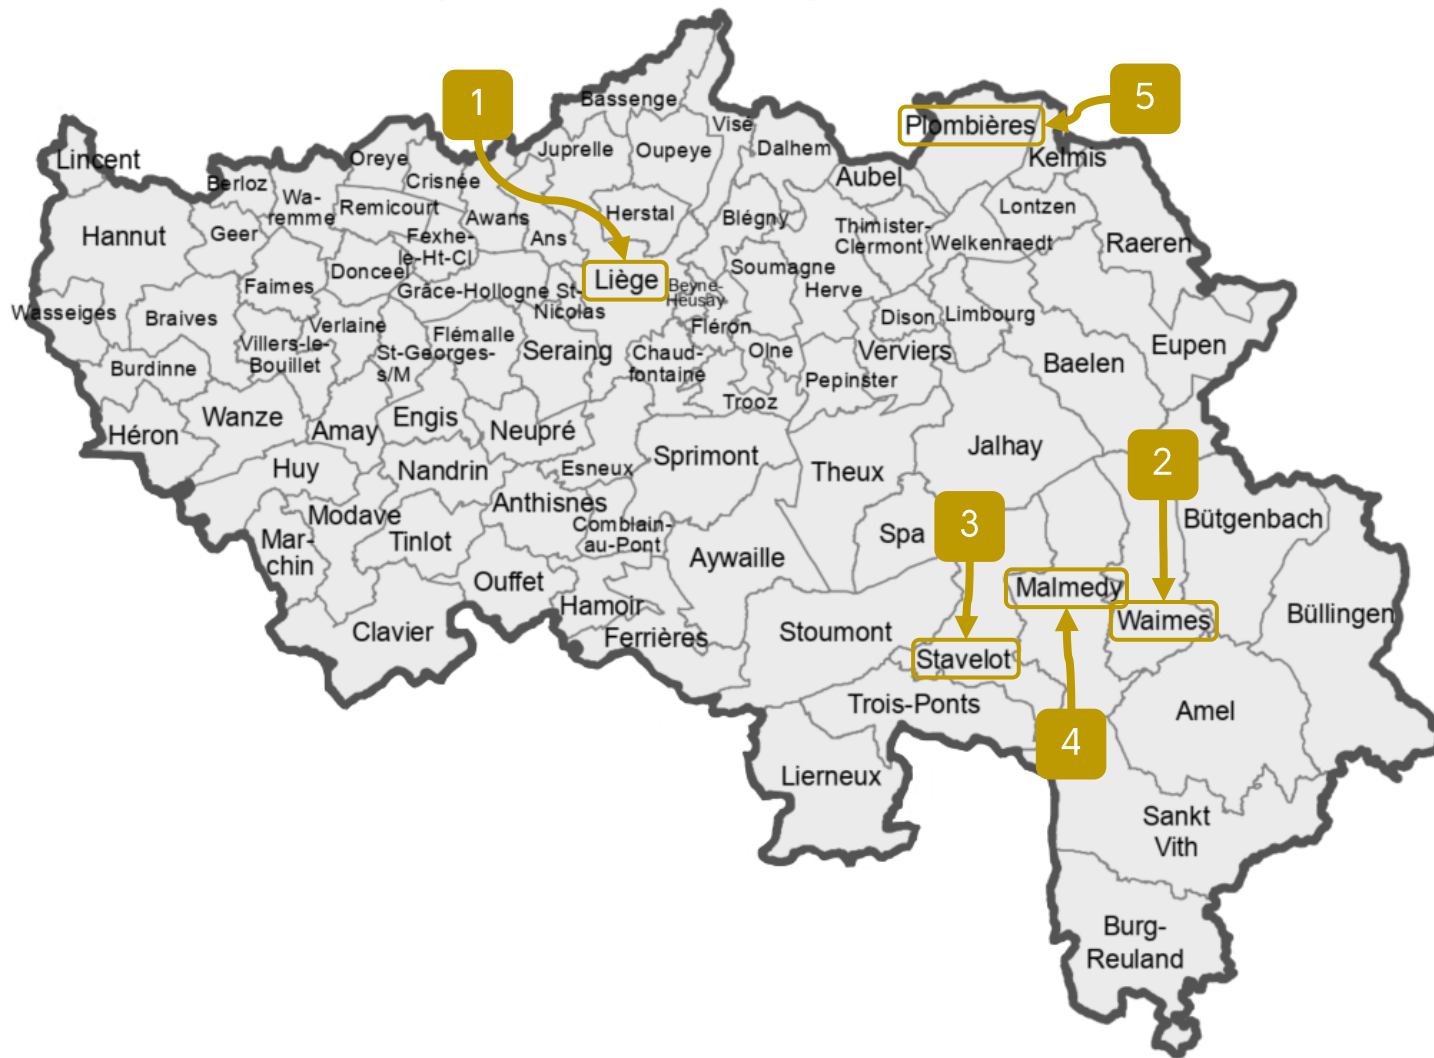 1
5
Bassenge
Visé
Plombières
Lincent
Oreye
Juprelle
Oupeye
Dalhem
Kelmis
Berloz
Crisnée
Aubel
Wa-
remme
Remicourt
Awans
Herstal
Blégny
Lontzen
Hannut
Geer
Fexhe-
le-Ht-Cl
Ans
Thimister-
Clermont
Welkenraedt
Raeren
Donceel
Soumagne
Faimes
Grâce-Hollogne
St-
Nicolas
Liège
Beyne-
Heusay
Herve
Wasseiges
Braives
Verlaine
Flémalle
Fléron
Dison
Limbourg
Villers-le-
Bouillet
St-Georges-
s/M
Seraing
Chaud-
fontaine
Olne
Verviers
Eupen
Burdinne
Pepinster
Baelen
Trooz
Héron
Wanze
Amay
Engis
Neupré
Jalhay
Huy
Nandrin
Esneux
Sprimont
Theux
2
Modave
Anthisnes
3
Bütgenbach
Mar-
chin
Tinlot
Comblain-
au-Pont
Spa
Aywaille
Ouffet
Malmedy
Hamoir
Waimes
Büllingen
Clavier
Ferrières
Stoumont
Stavelot
Trois-Ponts
Amel
4
Lierneux
Sankt
Vith
Burg-
Reuland